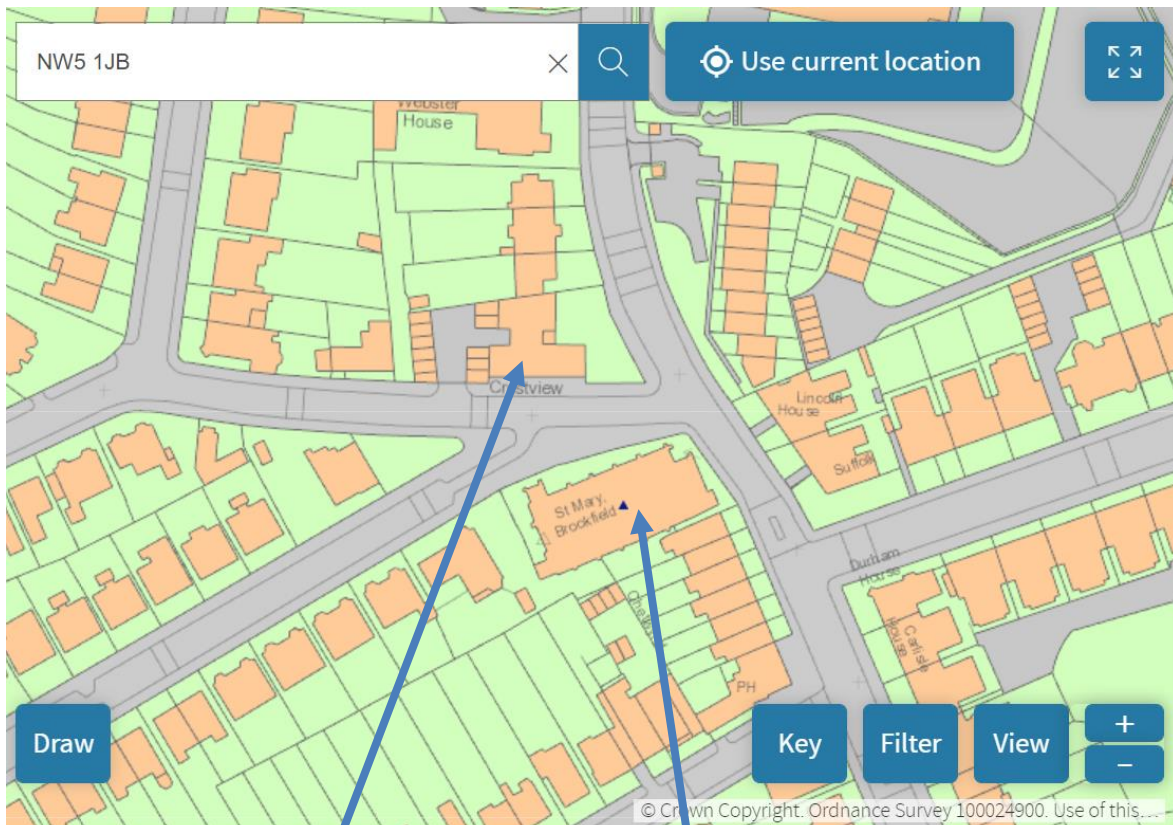 NW5 1JB
Use current location
Webster
House
Crestview
Lincoln
House
Suffolk
St Mary,
Brookfield
Durham
House
Carlisle
House
PH
Draw
Key
Filter
View
+
−
© Crown Copyright. Ordnance Survey 100024900. Use of this…